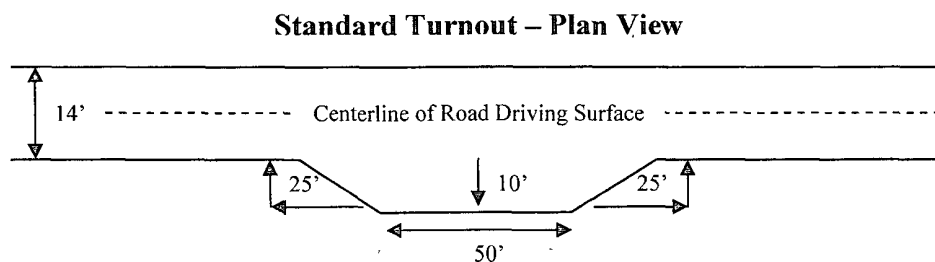 Standard Turnout – Plan View
14’
Centerline of Road Driving Surface
25’
10’
25’
50’